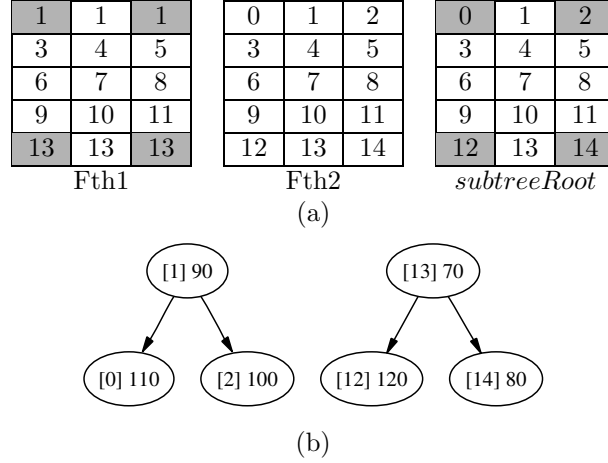 1 1 1 0 1 2 0 1 2
3 4 5 3 4 5 3 4 5
6 7 8 6 7 8 6 7 8
9 10 11 9 10 11 9 10 11
13 13 13 12 13 14 12 13 14
Fth1 Fth2 subtreeRoot
(a)
[1] 90 [13] 70
[0] 110 [2] 100 [12] 120 [14] 80
(b)